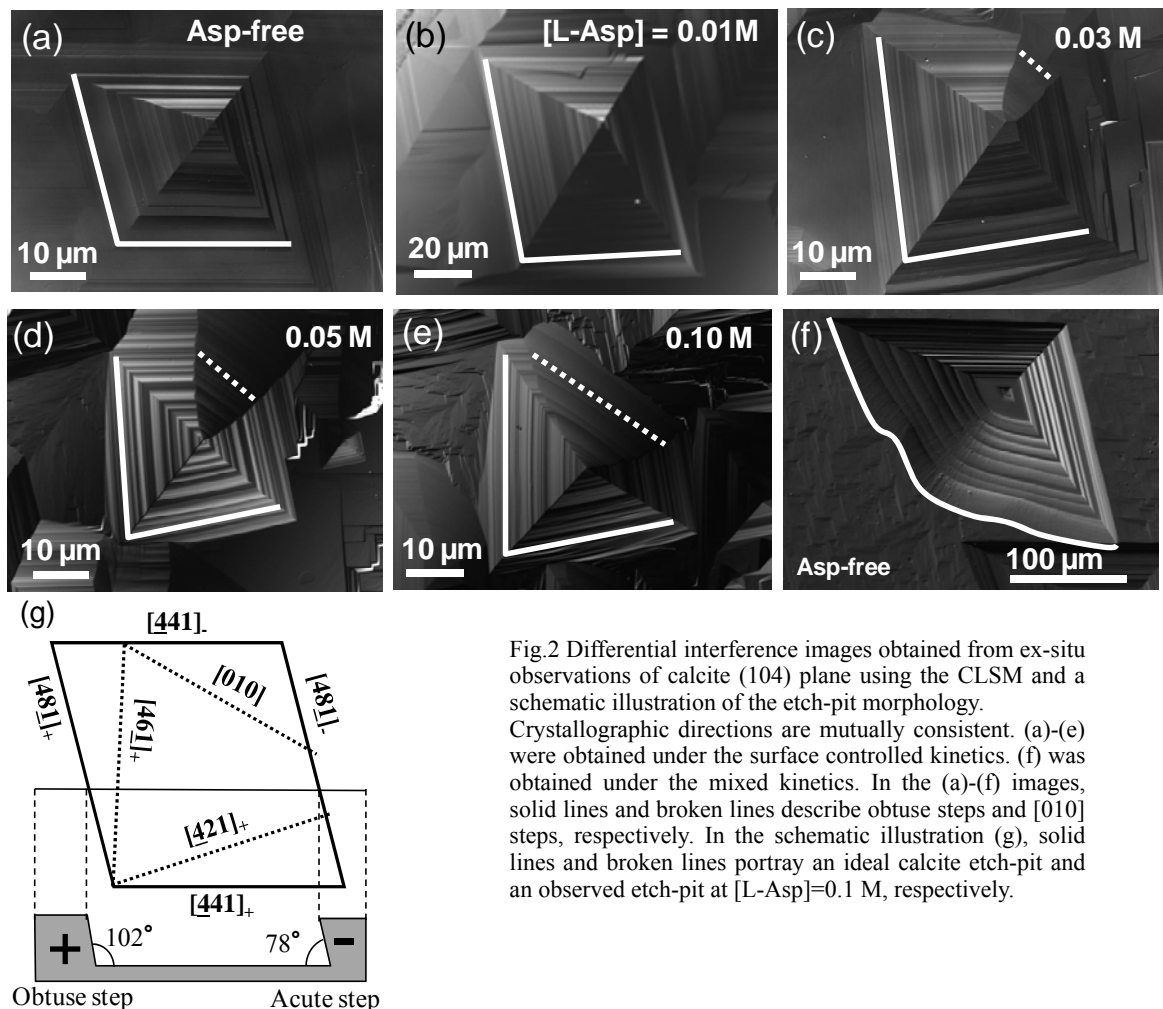 (a)
Asp-free
10 µm
(b)
[L-Asp] = 0.01M
20 µm
(c)
0.03 M
10 µm
(d)
0.05 M
10 µm
(e)
0.10 M
10 µm
(f)
Asp-free
100 µm
(g)
[4̲41]-
[481̲]+
[461̲]+
[010]
[481̲]-
[4̲21]+
[4̲41]+
+
102°
78°
-
Obtuse step
Acute step
Fig.2 Differential interference images obtained from ex-situ
observations of calcite (104) plane using the CLSM and a
schematic illustration of the etch-pit morphology.
Crystallographic directions are mutually consistent. (a)-(e)
were obtained under the surface controlled kinetics. (f) was
obtained under the mixed kinetics. In the (a)-(f) images,
solid lines and broken lines describe obtuse steps and [010]
steps, respectively. In the schematic illustration (g), solid
lines and broken lines portray an ideal calcite etch-pit and
an observed etch-pit at [L-Asp]=0.1 M, respectively.